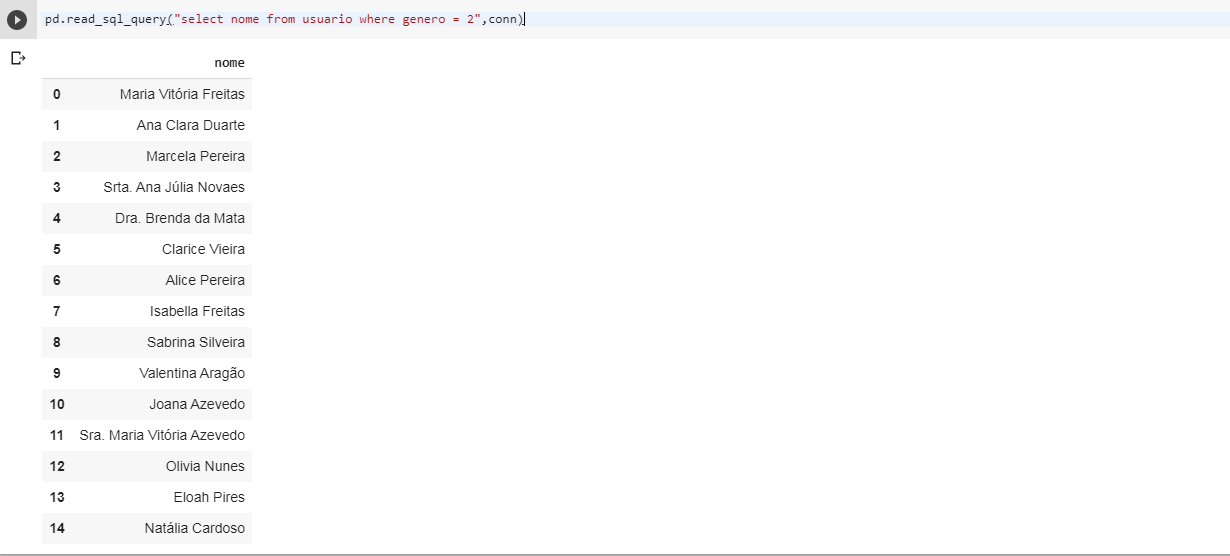 pd.read_sql_query("select nome from usuario where genero = 2",conn)
nome
0 Maria Vitória Freitas
1 Ana Clara Duarte
2 Marcela Pereira
3 Srta. Ana Júlia Novaes
4 Dra. Brenda da Mata
5 Clarice Vieira
6 Alice Pereira
7 Isabella Freitas
8 Sabrina Silveira
9 Valentina Aragão
10 Joana Azevedo
11 Sra. Maria Vitória Azevedo
12 Olivia Nunes
13 Eloah Pires
14 Natália Cardoso